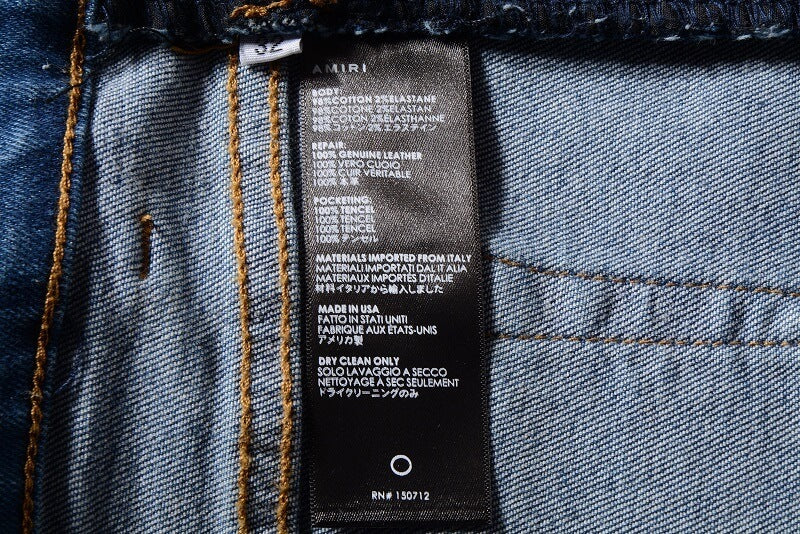 32
AMIRI
BODY:
98%COTTON 2%ELASTANE
98%COTONE 2%ELASTAN
98%COTON 2%ELASTHANNE
98%コットン 2%エラステイン
REPAIR:
100% GENUINE LEATHER
100% VERO CUOIO
100% CUIR VÉRITABLE
100% 本革
POCKETING:
100% TENCEL
100% TENCEL
100% TENCEL
100% テンセル
MATERIALS IMPORTED FROM ITALY
MATERIALI IMPORTATI DAL'ITALIA
MATERIAUX IMPORTÉS D'ITALIE
材料イタリアから輸入しました
MADE IN USA
FATTO IN STATI UNITI
FABRIQUE AUX ÉTATS-UNIS
アメリカ製
DRY CLEAN ONLY
SOLO LAVAGGIO A SECCO
NETTOYAGE A SEC SEULEMENT
ドライクリーニングのみ
RN# 150712